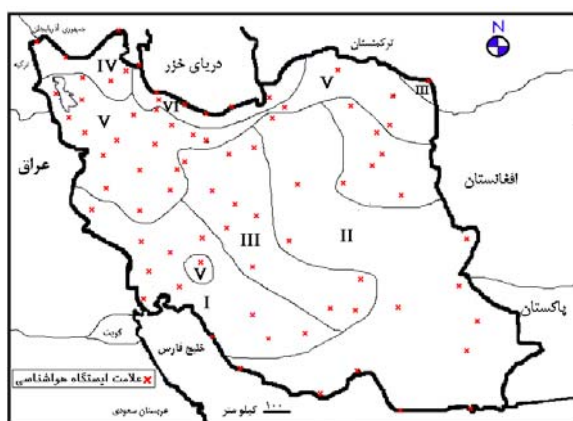 جمهوری آذربایجان
ترکمنستان
N
ترکیه
دریای خزر
IV
V
III
VI
V
عراق
افغانستان
II
III
V
I
پاکستان
کویت
خلیج فارس
علامت ایستگاه هواشناسی
۱۰۰ کیلو متر
عربستان سعودی